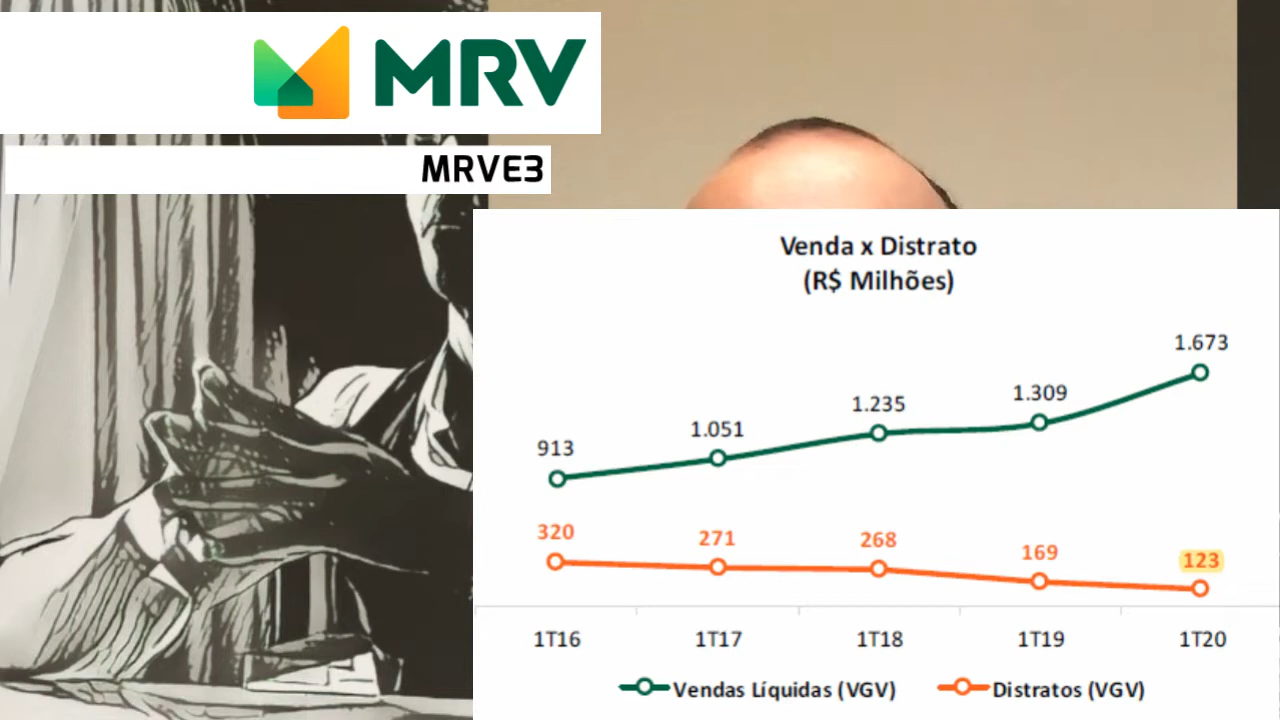 MRV
MRVE3
Venda x Distrato
(R$ Milhões)
913 1.051 1.235 1.309 1.673
320 271 268 169 123
1T16 1T17 1T18 1T19 1T20
Vendas Líquidas (VGV) Distratos (VGV)